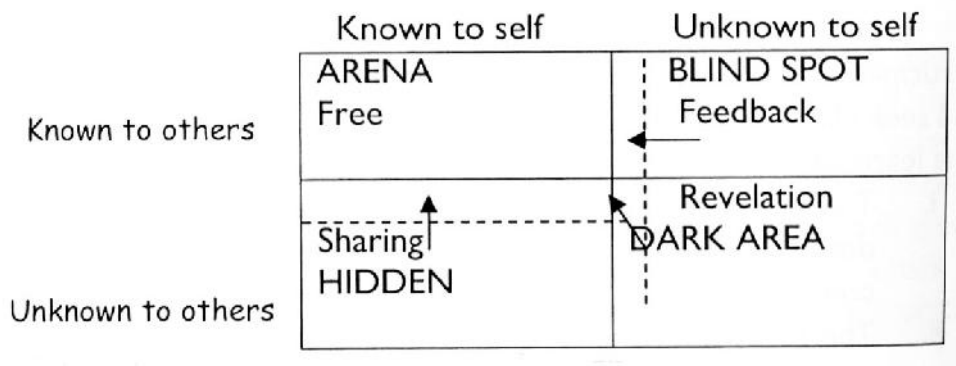 Known to self
Unknown to self
ARENA
BLIND SPOT
Free
Feedback
Known to others
Revelation
Sharing
DARK AREA
HIDDEN
Unknown to others